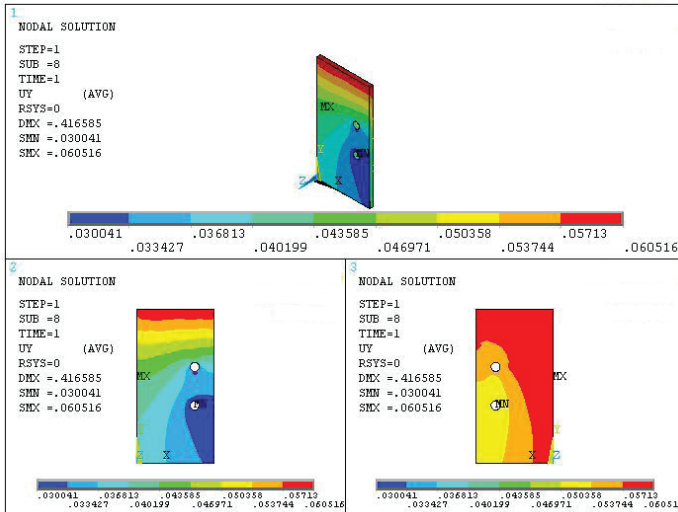 1
NODAL SOLUTION
STEP=1
SUB =8
TIME=1
UY (AVG)
RSYS=0
DMX =.416585
SMN =.030041
SMX =.060516
MX
MN
Y
Z X
.030041 .036813 .043585 .050358 .05713
.033427 .040199 .046971 .053744 .060516
2
NODAL SOLUTION
STEP=1
SUB =8
TIME=1
UY (AVG)
RSYS=0
DMX =.416585
SMN =.030041
SMX =.060516
MX
MN
Y
Z X
.030041 .036813 .043585 .050358 .05713
.033427 .040199 .046971 .053744 .060516
3
NODAL SOLUTION
STEP=1
SUB =8
TIME=1
UY (AVG)
RSYS=0
DMX =.416585
SMN =.030041
SMX =.060516
MX
MN
Y
X Z
.030041 .036813 .043585 .050358 .05713
.033427 .040199 .046971 .053744 .060516